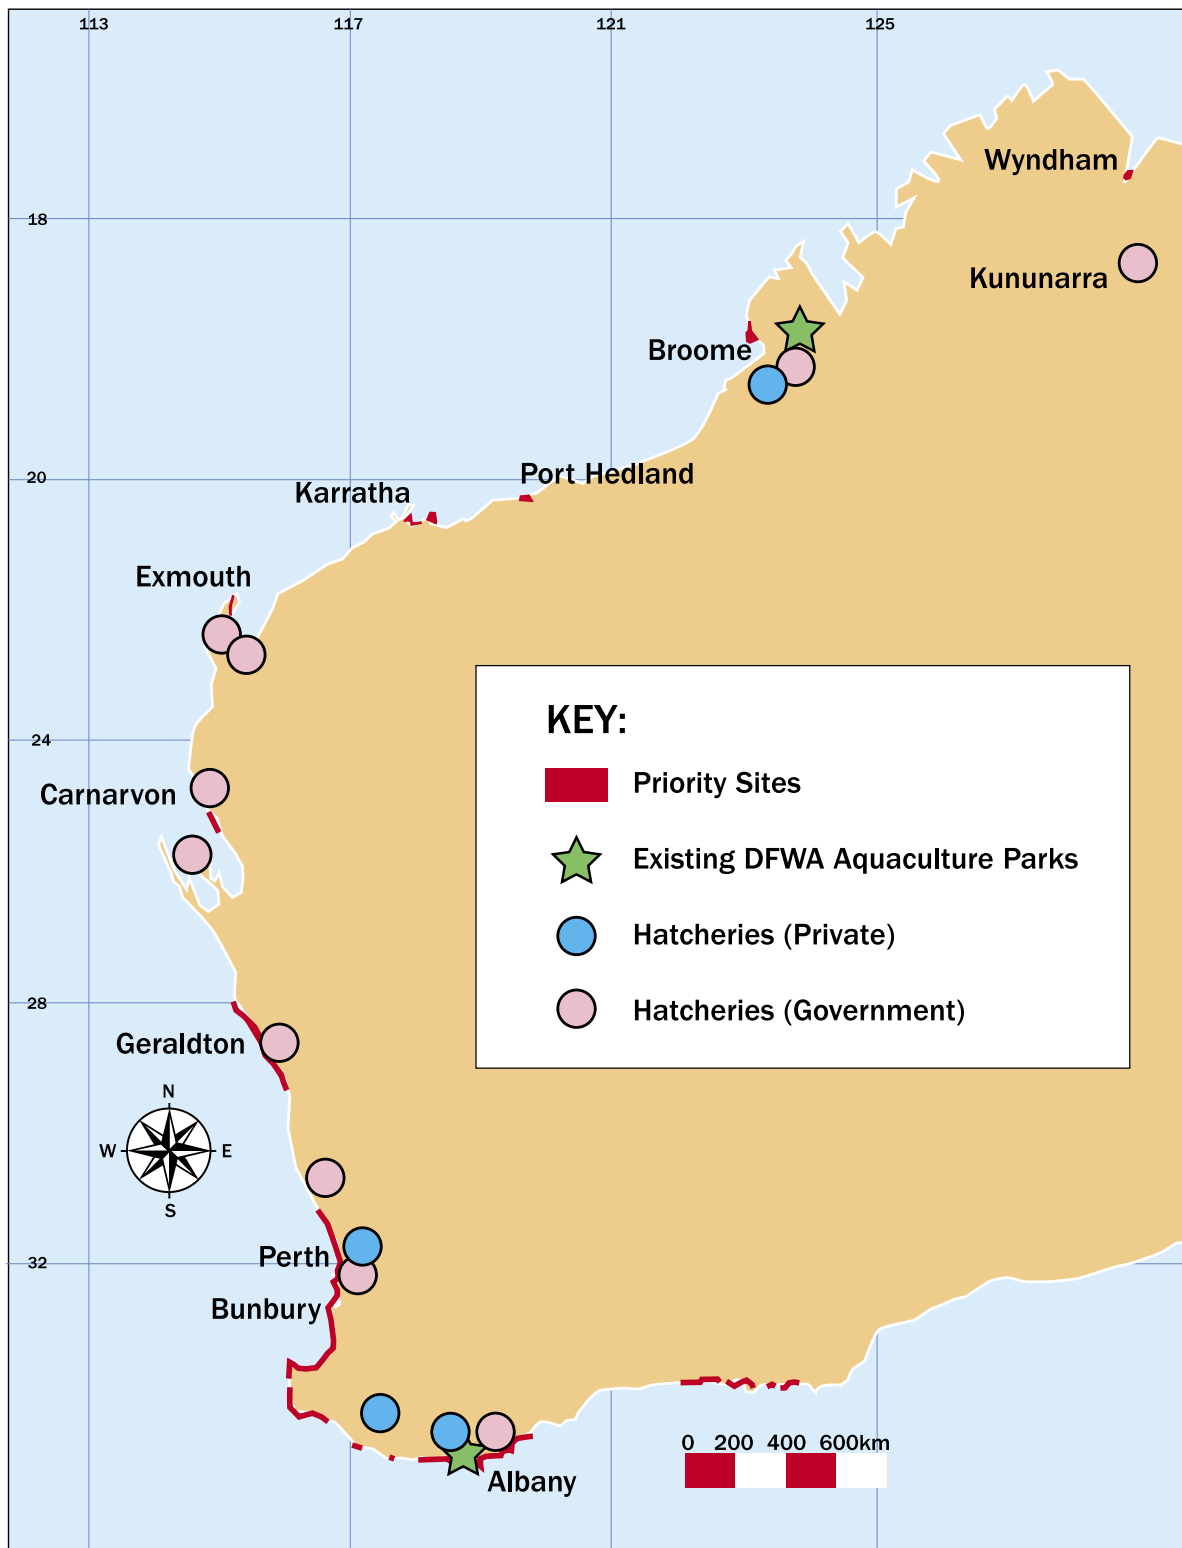 113
117
121
125
Wyndham
18
Kununarra
Broome
20
Port Hedland
Karratha
Exmouth
KEY:
24
Priority Sites
Carnarvon
Existing DFWA Aquaculture Parks
Hatcheries (Private)
28
Hatcheries (Government)
Geraldton
N
W
E
S
32
Perth
Bunbury
0 200 400 600km
Albany